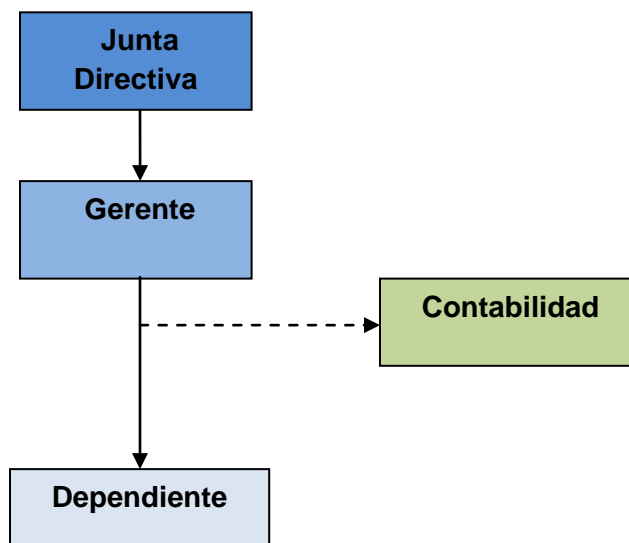 Junta
Directiva
Gerente
Contabilidad
Dependiente